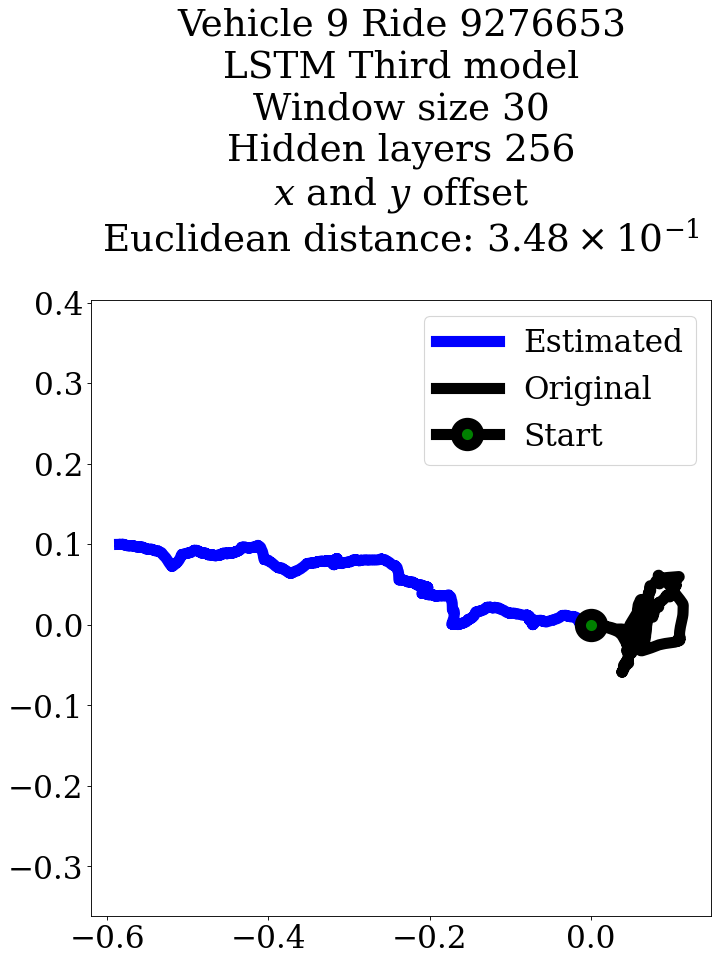 Vehicle 9 Ride 9276653
LSTM Third model
Window size 30
Hidden layers 256
x and y offset
Euclidean distance: 3.48 × 10⁻¹
0.4
0.3
0.2
0.1
0.0
−0.1
−0.2
−0.3
Estimated
Original
Start
−0.6 −0.4 −0.2 0.0